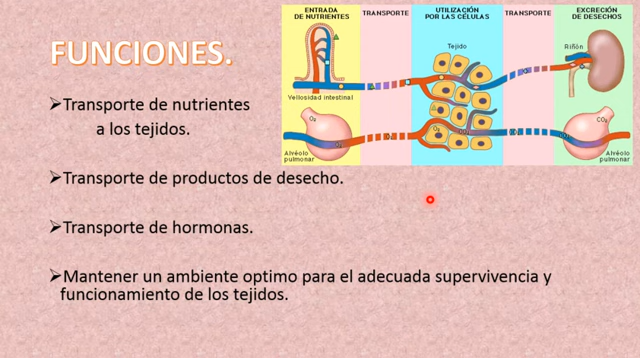 FUNCIONES.
➢Transporte de nutrientes
a los tejidos.
➢Transporte de productos de desecho.
➢Transporte de hormonas.
➢Mantener un ambiente optimo para el adecuada supervivencia y
funcionamiento de los tejidos.
ENTRADA
DE NUTRIENTES
TRANSPORTE
UTILIZACIÓN
POR LAS CÉLULAS
TRANSPORTE
EXCRECIÓN
DE DESECHOS
Tejido
Riñón
Vellosidad intestinal
O₂
O₂
CO₂
Alvéolo
pulmonar
Alvéolo
pulmonar